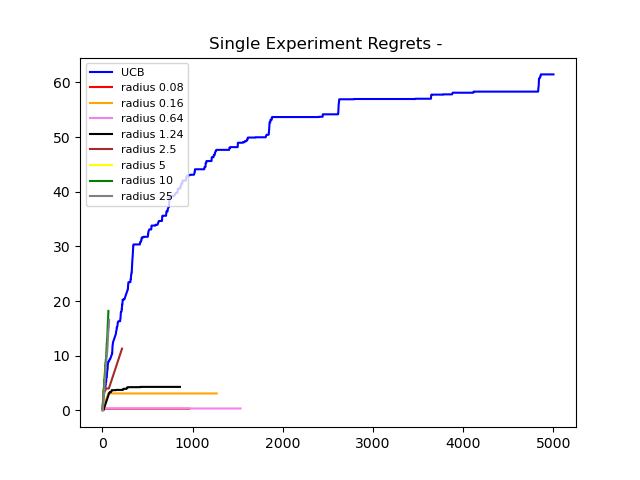 Single Experiment Regrets -
UCB
radius 0.08
radius 0.16
radius 0.64
radius 1.24
radius 2.5
radius 5
radius 10
radius 25
60
50
40
30
20
10
0
0 1000 2000 3000 4000 5000